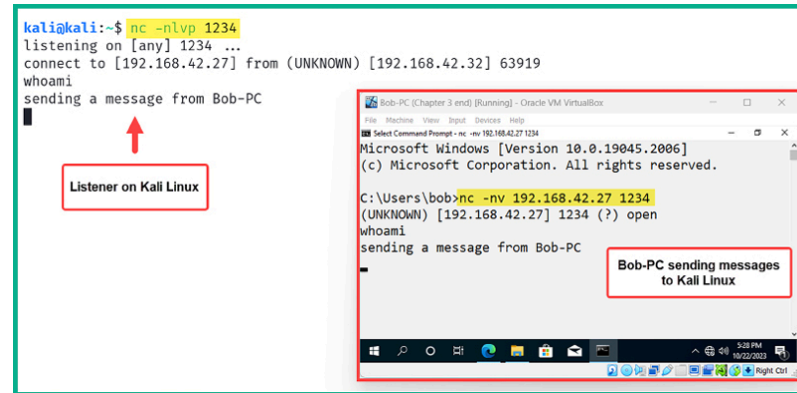 kali@kali:~$ nc -nlvp 1234
listening on [any] 1234 ...
connect to [192.168.42.27] from (UNKNOWN) [192.168.42.32] 63919
whoami
sending a message from Bob-PC
Listener on Kali Linux
Bob-PC (Chapter 3 end) [Running] - Oracle VM VirtualBox
File Machine View Input Devices Help
Select Command Prompt - nc -nv 192.168.42.27 1234
Microsoft Windows [Version 10.0.19045.2006]
(c) Microsoft Corporation. All rights reserved.
C:\Users\bob>nc -nv 192.168.42.27 1234
(UNKNOWN) [192.168.42.27] 1234 (?) open
whoami
sending a message from Bob-PC
Bob-PC sending messages
to Kali Linux
5:28 PM
10/22/2023
Right Ctrl